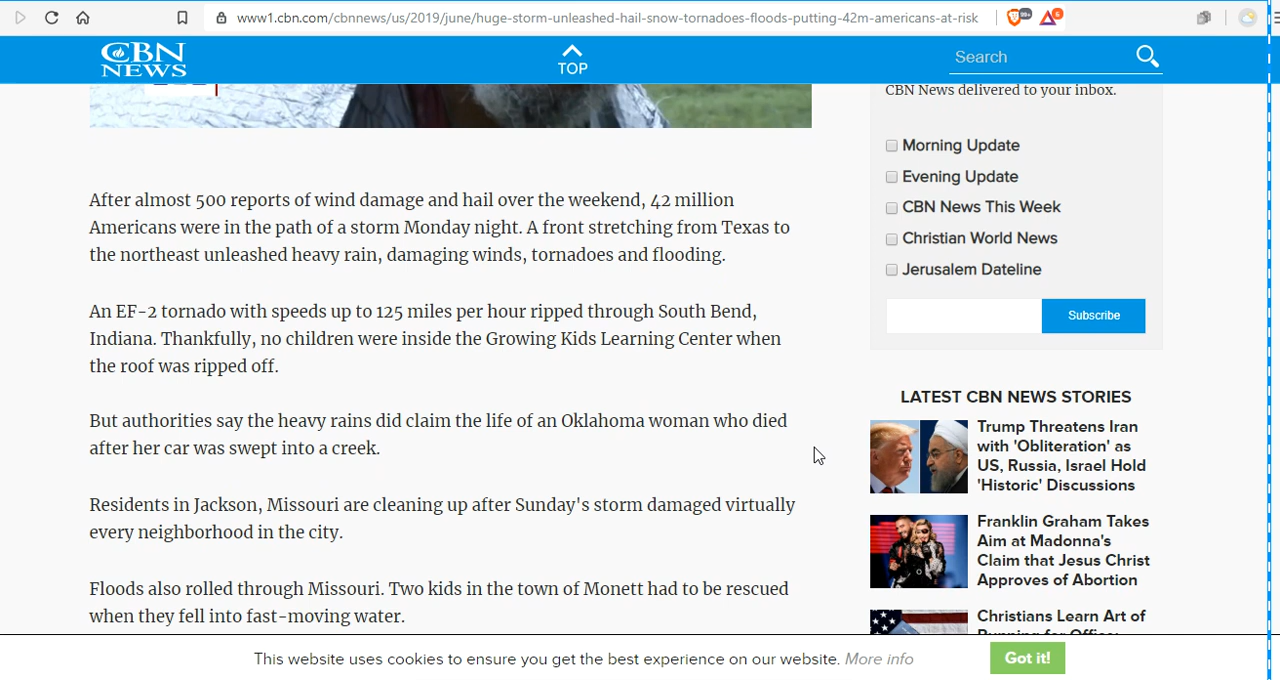 www1.cbn.com/cbnnews/us/2019/june/huge-storm-unleashed-hail-snow-tornadoes-floods-putting-42m-americans-at-risk
99+
6
CBN
NEWS
TOP
Search
CBN News delivered to your inbox.
Morning Update
Evening Update
CBN News This Week
Christian World News
Jerusalem Dateline
Subscribe
After almost 500 reports of wind damage and hail over the weekend, 42 million
Americans were in the path of a storm Monday night. A front stretching from Texas to
the northeast unleashed heavy rain, damaging winds, tornadoes and flooding.
An EF-2 tornado with speeds up to 125 miles per hour ripped through South Bend,
Indiana. Thankfully, no children were inside the Growing Kids Learning Center when
the roof was ripped off.
But authorities say the heavy rains did claim the life of an Oklahoma woman who died
after her car was swept into a creek.
Residents in Jackson, Missouri are cleaning up after Sunday's storm damaged virtually
every neighborhood in the city.
Floods also rolled through Missouri. Two kids in the town of Monett had to be rescued
when they fell into fast-moving water.
LATEST CBN NEWS STORIES
Trump Threatens Iran
with 'Obliteration' as
US, Russia, Israel Hold
'Historic' Discussions
Franklin Graham Takes
Aim at Madonna's
Claim that Jesus Christ
Approves of Abortion
Christians Learn Art of
Running for Office:
This website uses cookies to ensure you get the best experience on our website. More info
Got it!